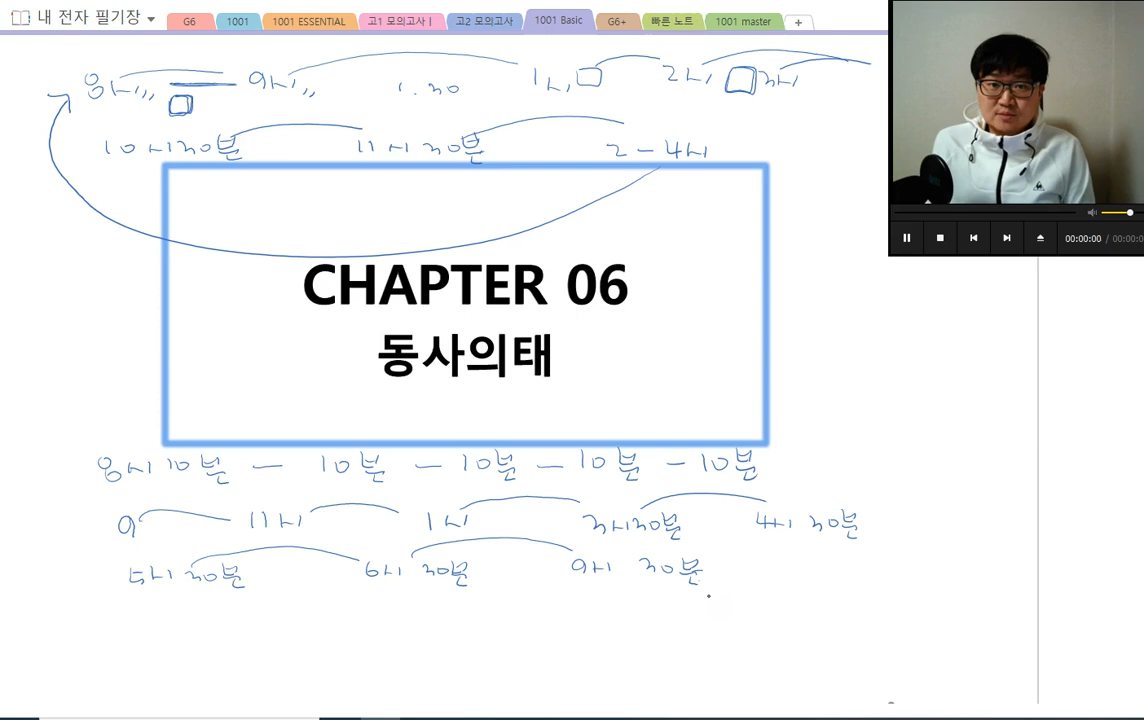 내 전자 필기장
G6 1001 1001 ESSENTIAL 고1 모의고사 I 고2 모의고사 1001 Basic G6+ 빠른 노트 1001 master +
8시,, 9시,, 1.30 1시, 2시, 3시
10시30분 11시 30분 2-4시
CHAPTER 06
동사의태
8시 10분 - 10분 - 10분 - 10분 - 10분
9 11시 1시 3시30분 4시 30분
5시 30분 6시 30분 9시 30분
00:00:00 / 00:00:0